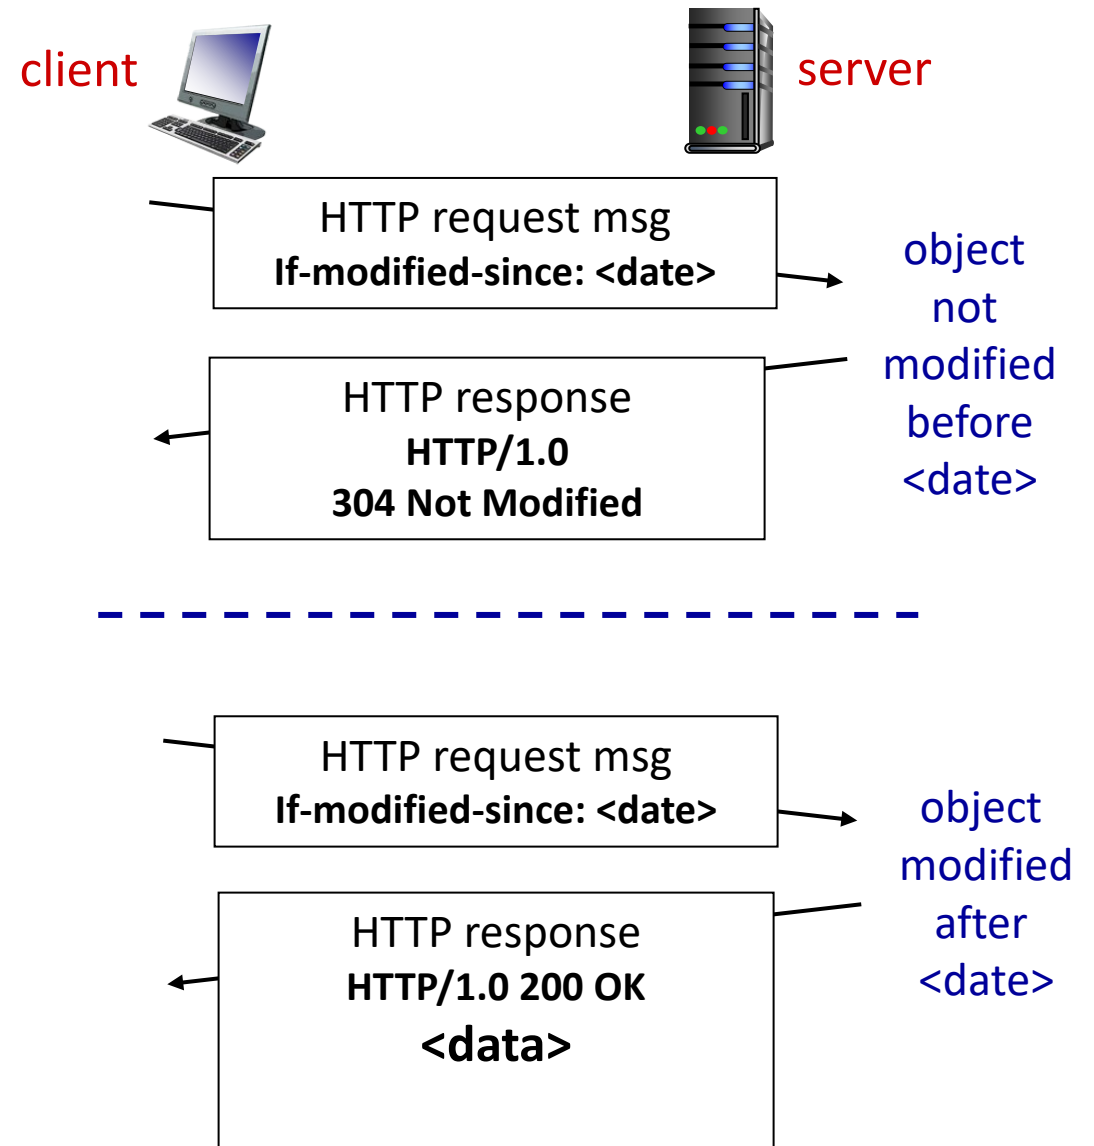 client
server
HTTP request msg
If-modified-since: <date>
object
not
modified
before
<date>
HTTP response
HTTP/1.0
304 Not Modified
HTTP request msg
If-modified-since: <date>
object
modified
after
<date>
HTTP response
HTTP/1.0 200 OK
<data>